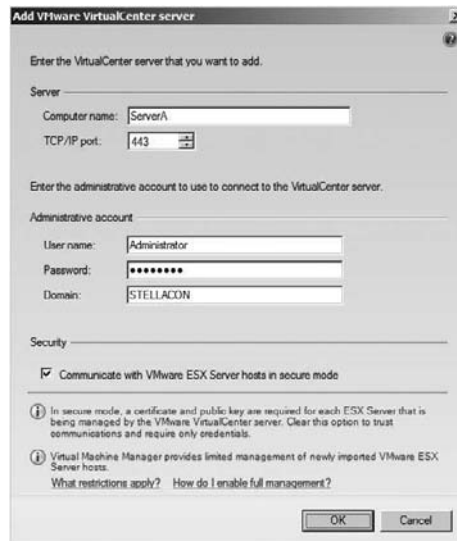 Add VMware VirtualCenter server
Enter the VirtualCenter server that you want to add.
Server
Computer name: ServerA
TCP/IP port: 443
Enter the administrative account to use to connect to the VirtualCenter server.
Administrative account
User name: Administrator
Password: ••••••••
Domain: STELLACON
Security
Communicate with VMware ESX Server hosts in secure mode
In secure mode, a certificate and public key are required for each ESX Server that is
being managed by the VMware VirtualCenter server. Clear this option to trust
communications and require only credentials.
Virtual Machine Manager provides limited management of newly imported VMware ESX
Server hosts.
What restrictions apply? How do I enable full management?
OK Cancel